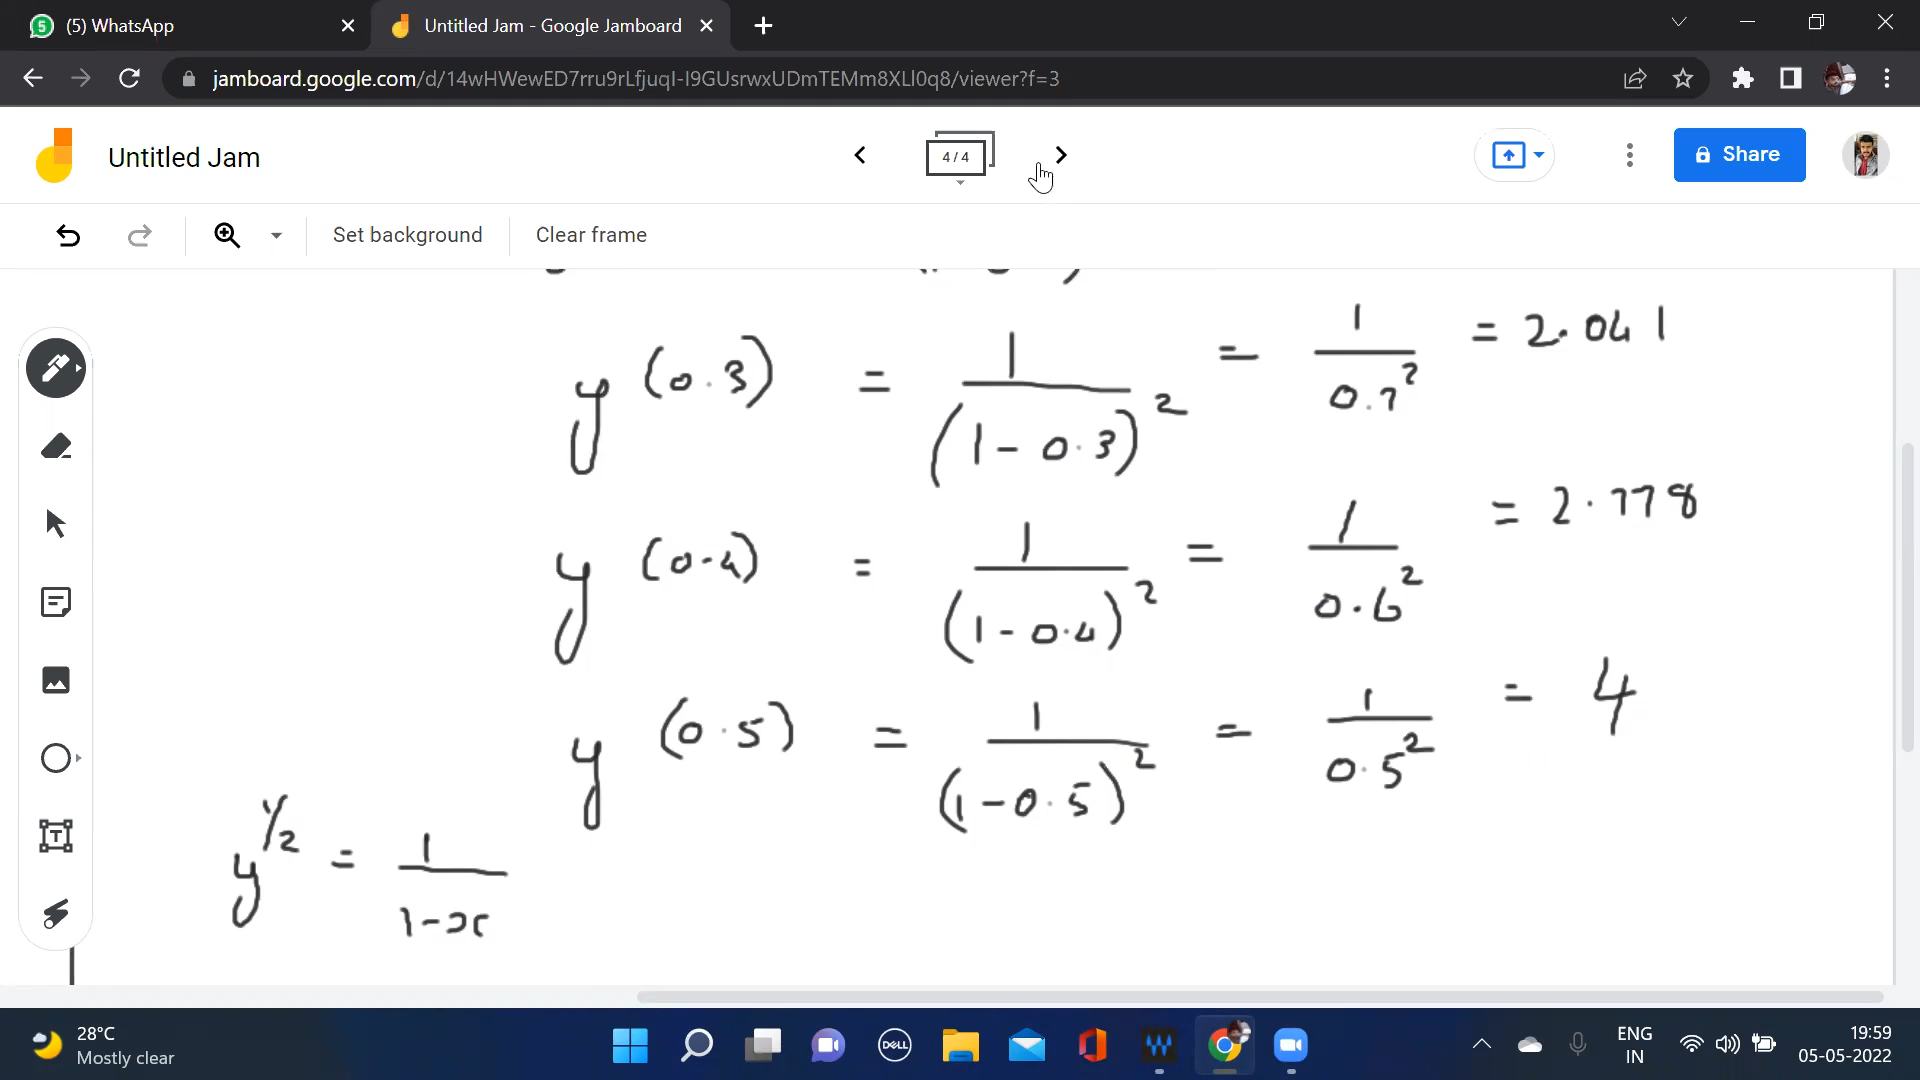 (5) WhatsApp
Untitled Jam - Google Jamboard
jamboard.google.com/d/14wHWewED7rru9rLfjuqI-I9GUsrwxUDmTEMm8XLl0q8/viewer?f=3
Untitled Jam
4 / 4
Share
Set background
Clear frame
y (0.3) = 1/(1-0.3)² = 1/0.7² = 2.041
y (0.4) = 1/(1-0.4)² = 1/0.6² = 2.778
y (0.5) = 1/(1-0.5)² = 1/0.5² = 4
y^1/2 = 1/1-x
28°C
Mostly clear
DELL
ENG
IN
19:59
05-05-2022